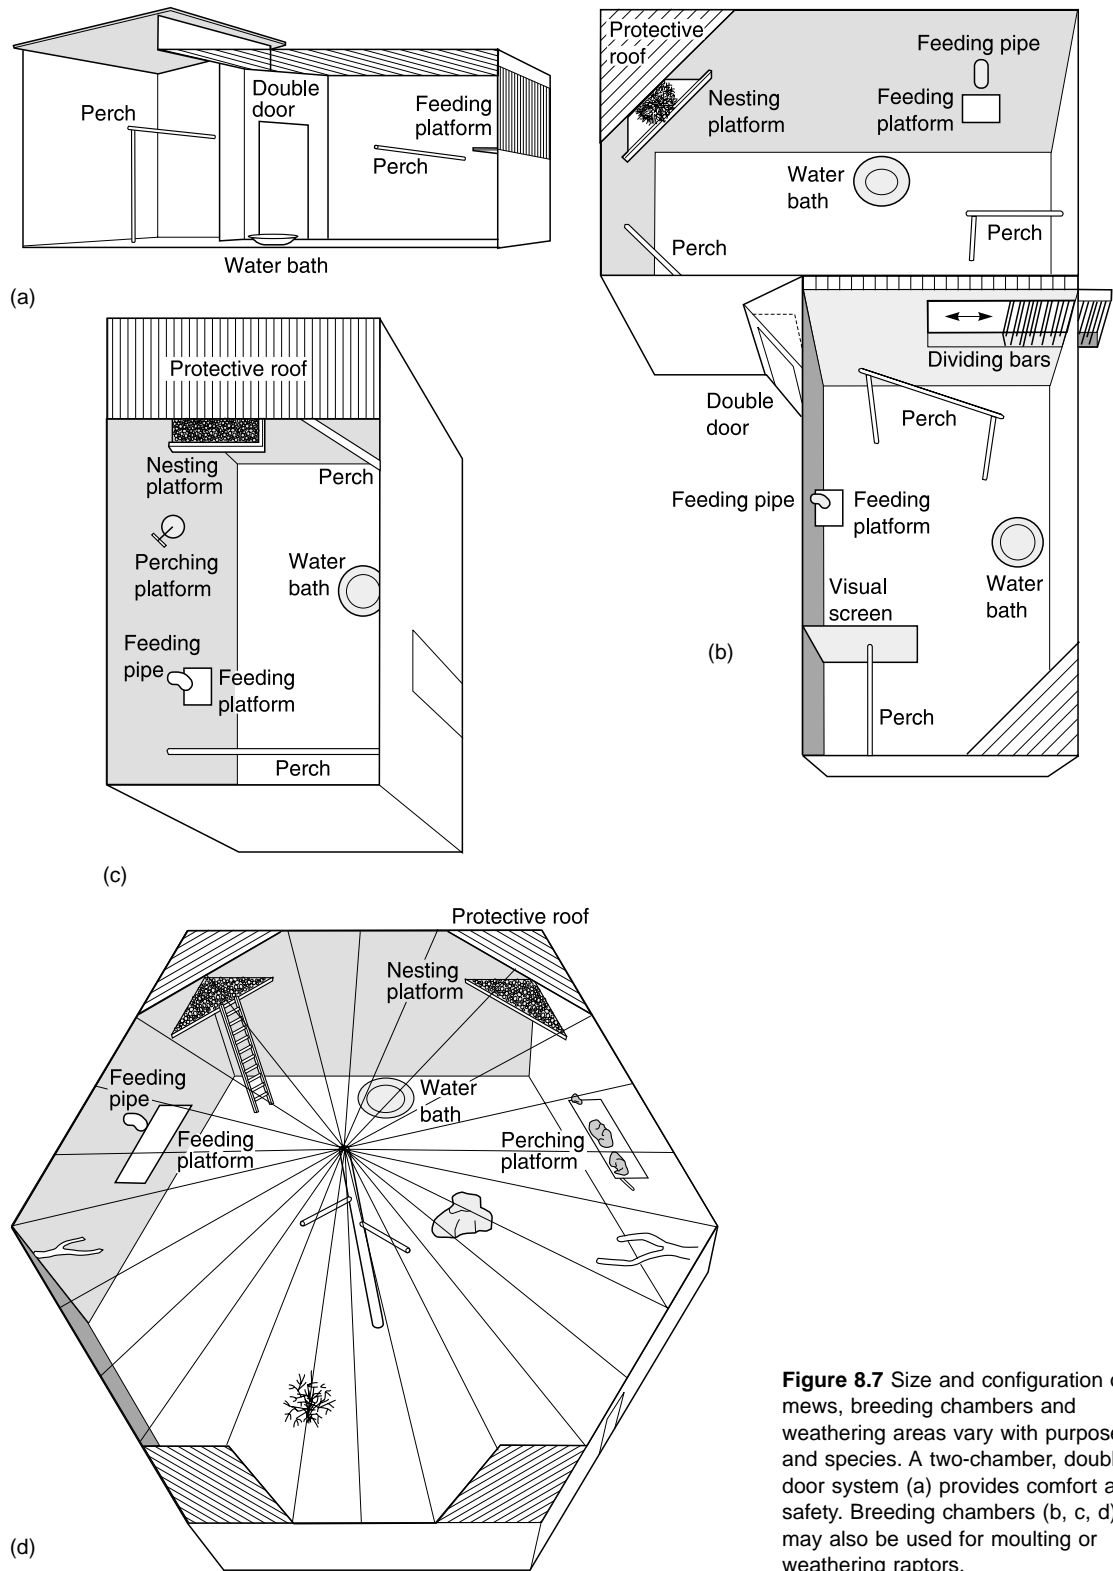 Perch
Double
door
Feeding
platform
Perch
Water bath
(a)
Protective
roof
Feeding pipe
Nesting
platform
Feeding
platform
Water
bath
Perch
Perch
Dividing bars
Double
door
Perch
Feeding pipe
Feeding
platform
Water
bath
Visual
screen
Perch
(b)
Protective roof
Nesting
platform
Perch
Perching
platform
Water
bath
Feeding
pipe
Feeding
platform
Perch
(c)
Protective roof
Nesting
platform
Feeding
pipe
Water
bath
Feeding
platform
Perching
platform
(d)
Figure 8.7 Size and configuration
mews, breeding chambers and
weathering areas vary with purpose
and species. A two-chamber,
door system (a) provides comfort
safety. Breeding chambers (b, c, d)
may also be used for moulting or
weathering raptors.